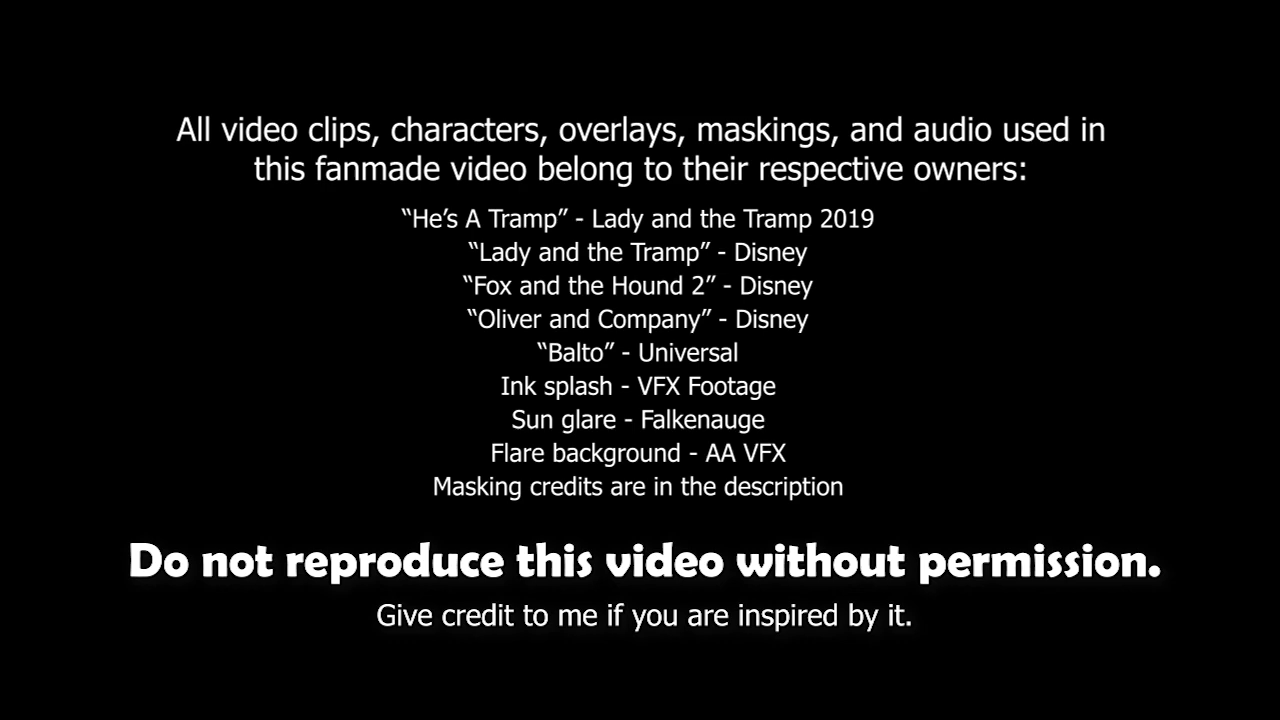 All video clips, characters, overlays, maskings, and audio used in
this fanmade video belong to their respective owners:
“He’s A Tramp” - Lady and the Tramp 2019
“Lady and the Tramp” - Disney
“Fox and the Hound 2” - Disney
“Oliver and Company” - Disney
“Balto” - Universal
Ink splash - VFX Footage
Sun glare - Falkenauge
Flare background - AA VFX
Masking credits are in the description
Do not reproduce this video without permission.
Give credit to me if you are inspired by it.